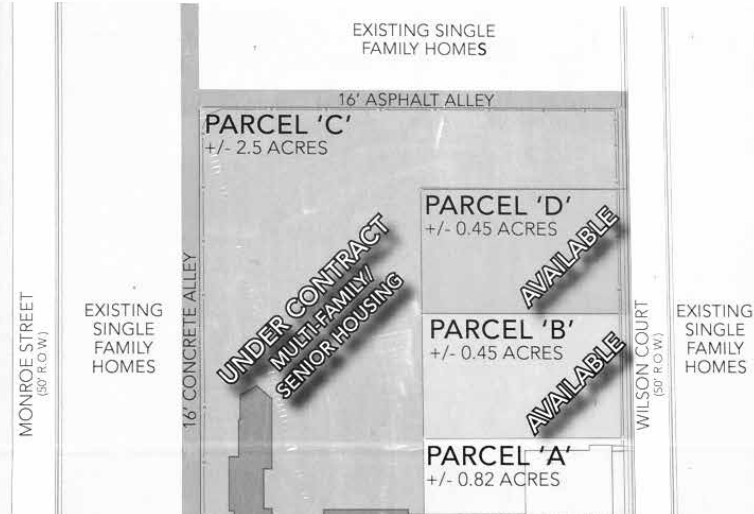 EXISTING SINGLE
FAMILY HOMES
16' ASPHALT ALLEY
PARCEL 'C'
+/- 2.5 ACRES
PARCEL 'D'
+/- 0.45 ACRES
AVAILABLE
UNDER CONTRACT
MULTI-FAMILY/
SENIOR HOUSING
16' CONCRETE ALLEY
MONROE STREET
(50' R.O.W.)
EXISTING
SINGLE
FAMILY
HOMES
PARCEL 'B'
+/- 0.45 ACRES
AVAILABLE
WILSON COURT
(50' R.O.W.)
EXISTING
SINGLE
FAMILY
HOMES
PARCEL 'A'
+/- 0.82 ACRES